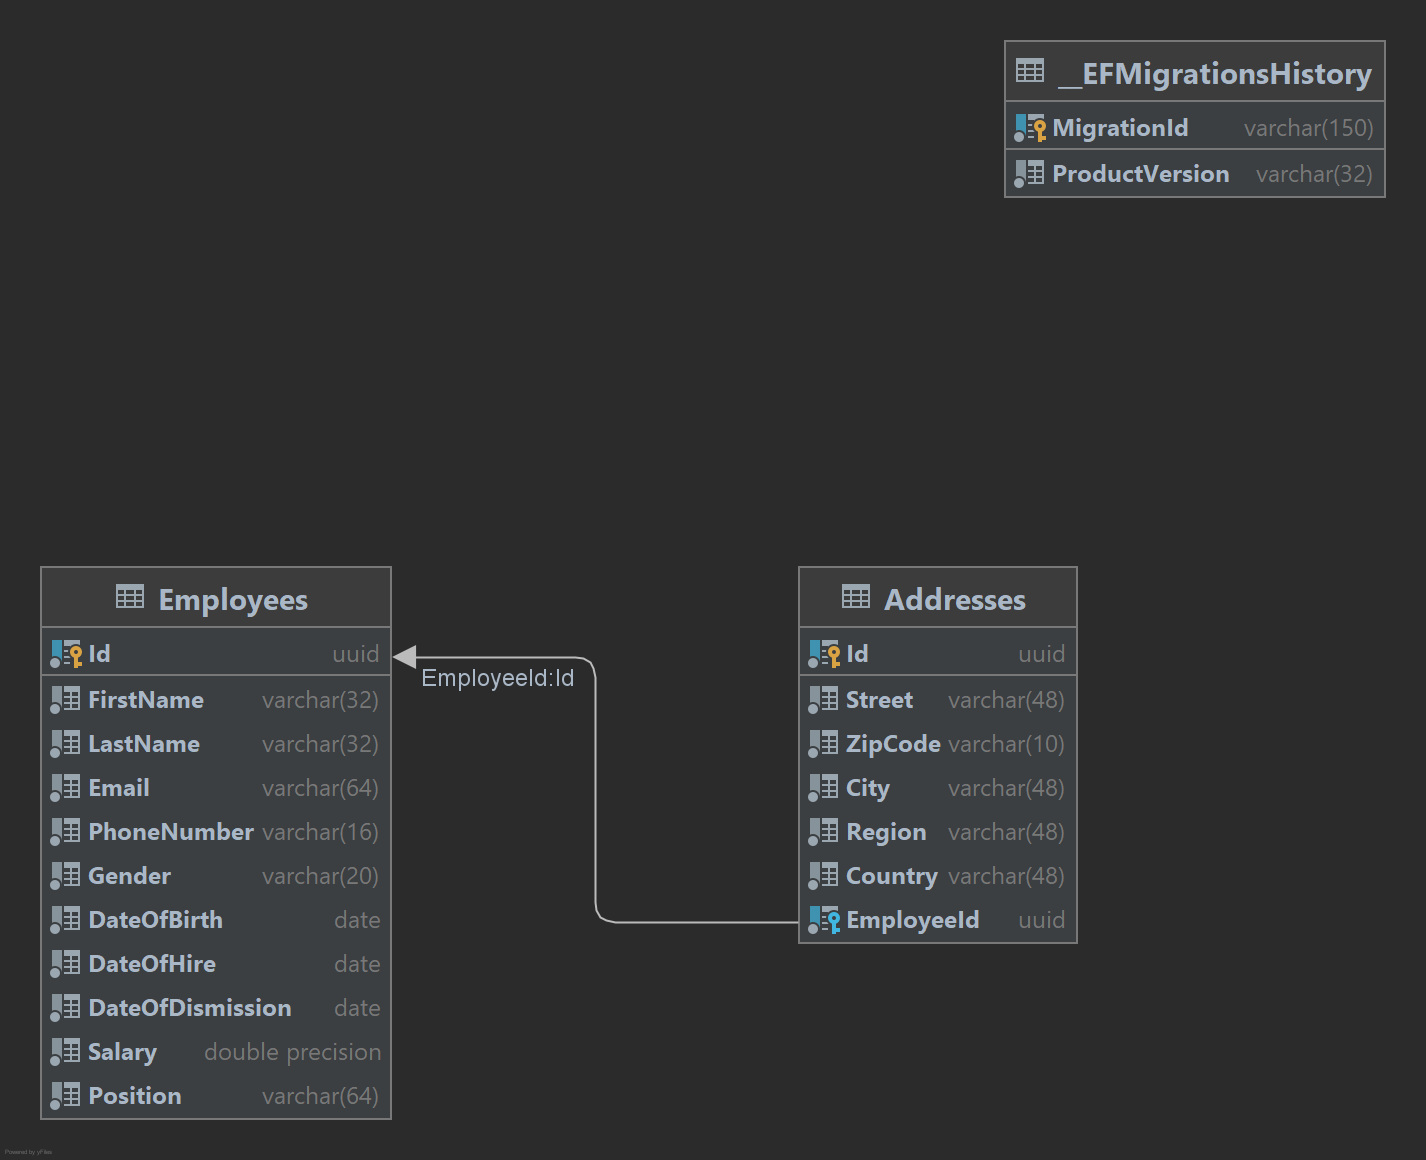 __EFMigrationsHistory
MigrationId varchar(150)
ProductVersion varchar(32)
Employees
Id uuid
FirstName varchar(32)
LastName varchar(32)
Email varchar(64)
PhoneNumber varchar(16)
Gender varchar(20)
DateOfBirth date
DateOfHire date
DateOfDismission date
Salary double precision
Position varchar(64)
EmployeeId:Id
Addresses
Id uuid
Street varchar(48)
ZipCode varchar(10)
City varchar(48)
Region varchar(48)
Country varchar(48)
EmployeeId uuid
Powered by yFiles